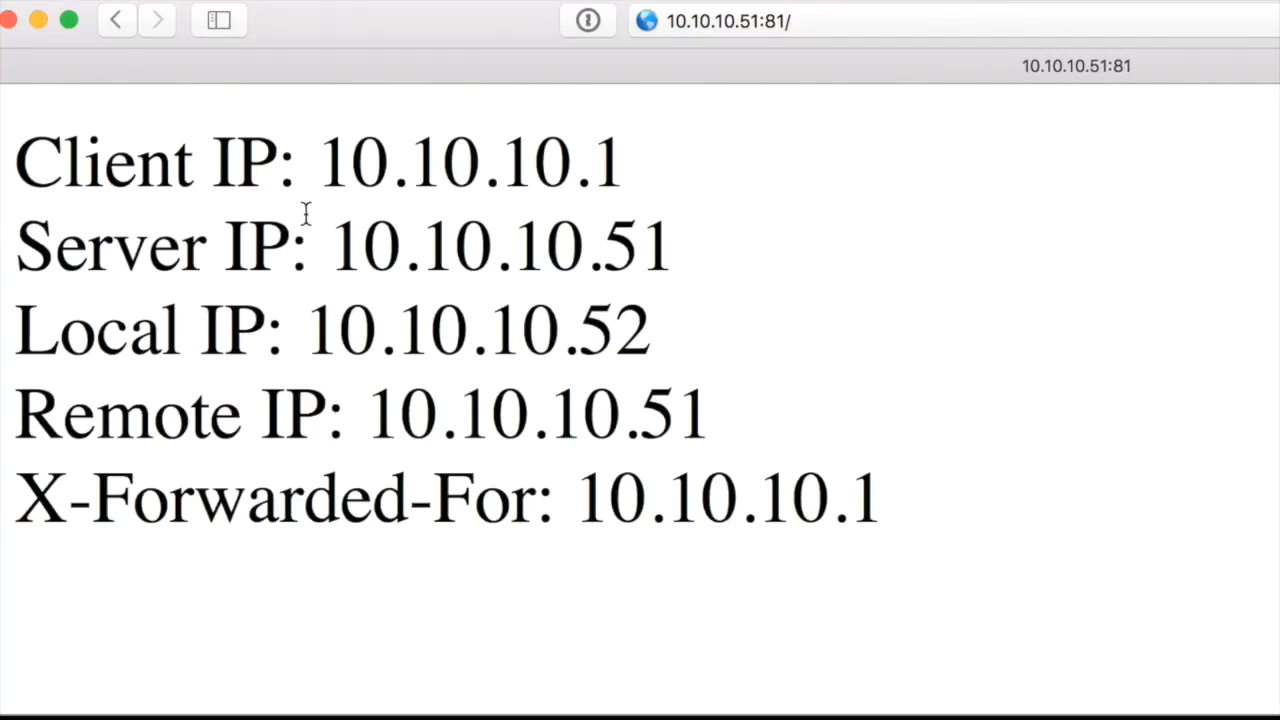 10.10.10.51:81/
10.10.10.51:81
Client IP: 10.10.10.1
Server IP: 10.10.10.51
Local IP: 10.10.10.52
Remote IP: 10.10.10.51
X-Forwarded-For: 10.10.10.1